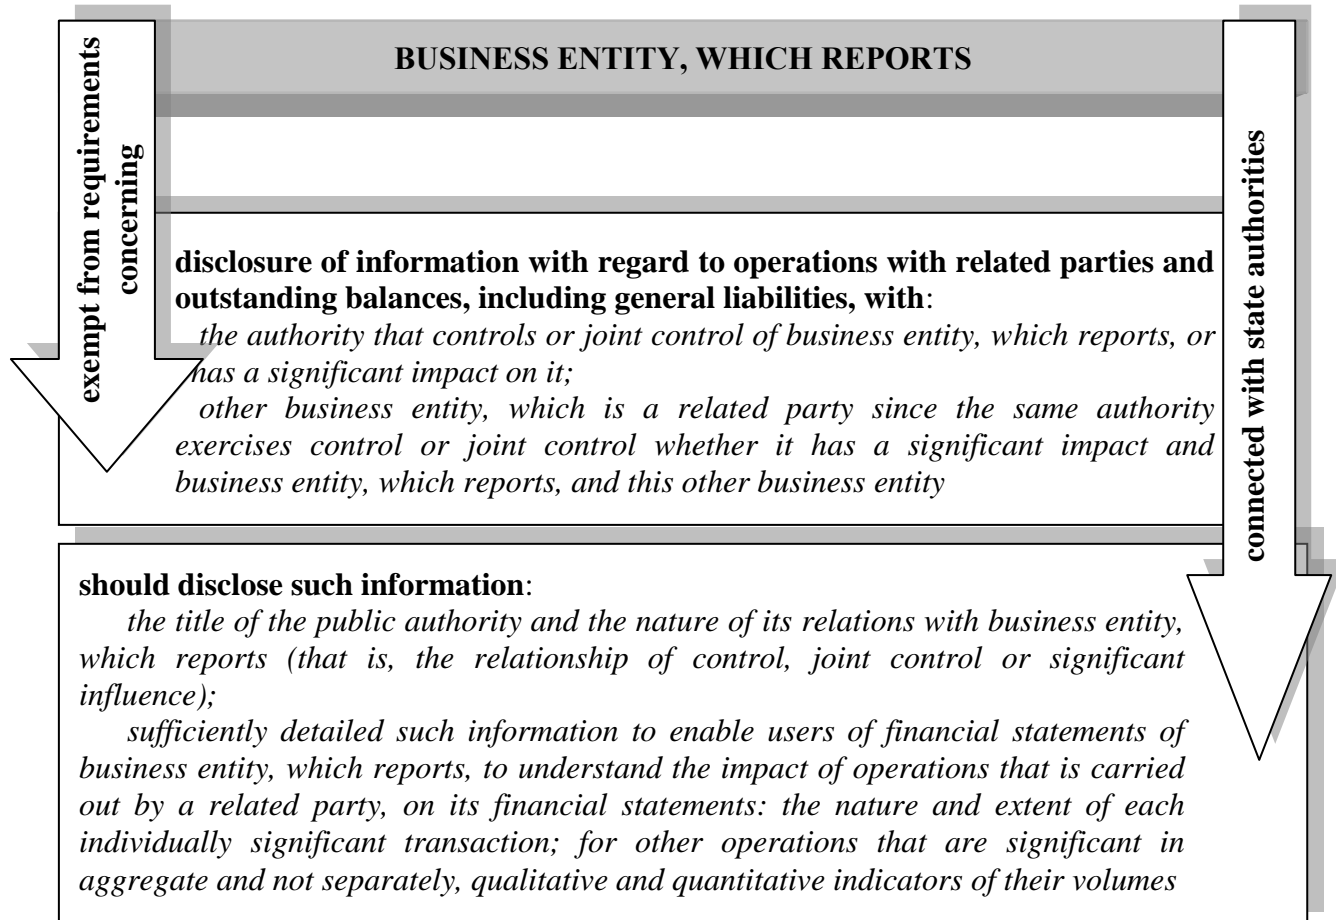 BUSINESS ENTITY, WHICH REPORTS
exempt from requirements
concerning
connected with state authorities
disclosure of information with regard to operations with related parties and
outstanding balances, including general liabilities, with:
the authority that controls or joint control of business entity, which reports, or
has a significant impact on it;
other business entity, which is a related party since the same authority
exercises control or joint control whether it has a significant impact and
business entity, which reports, and this other business entity
should disclose such information:
the title of the public authority and the nature of its relations with business entity,
which reports (that is, the relationship of control, joint control or significant
influence);
sufficiently detailed such information to enable users of financial statements of
business entity, which reports, to understand the impact of operations that is carried
out by a related party, on its financial statements: the nature and extent of each
individually significant transaction; for other operations that are significant in
aggregate and not separately, qualitative and quantitative indicators of their volumes